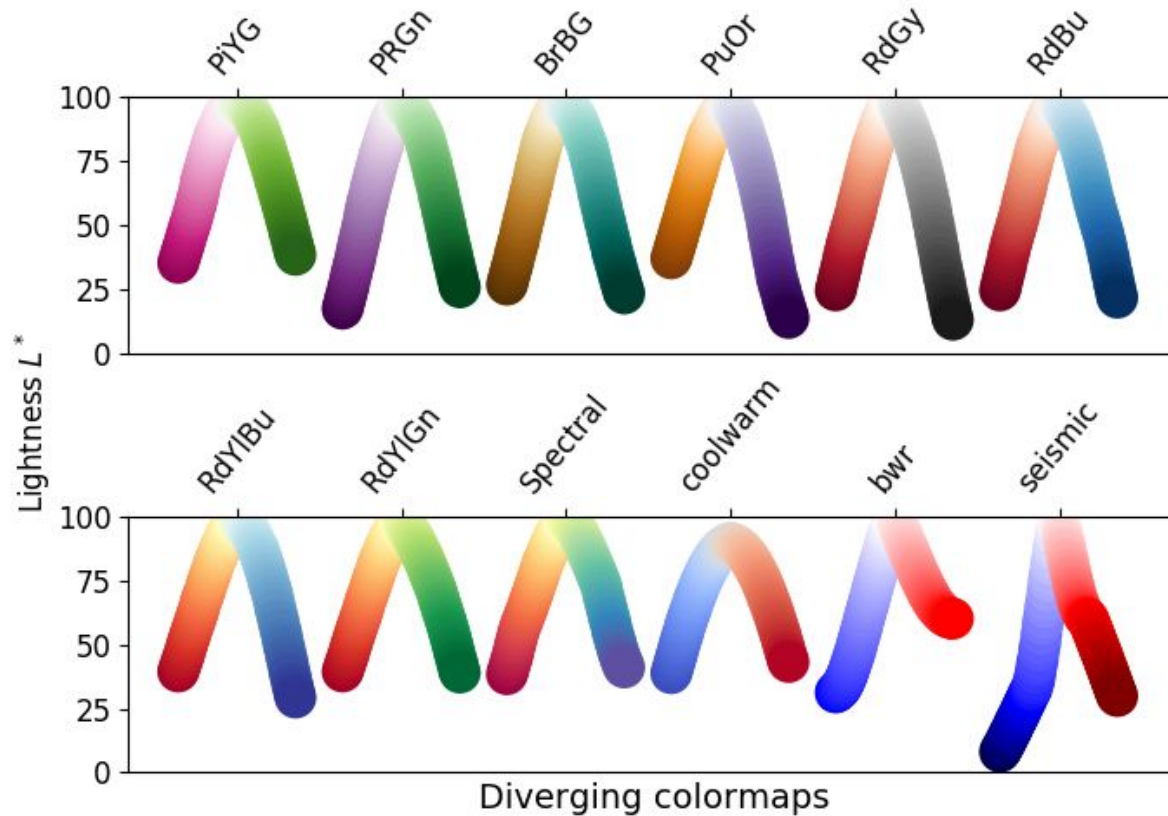 PiYG PRGn BrBG PuOr RdGy RdBu
100
75
50
25
0
Lightness L*
RdYlBu RdYlGn Spectral coolwarm bwr seismic
100
75
50
25
0
Diverging colormaps